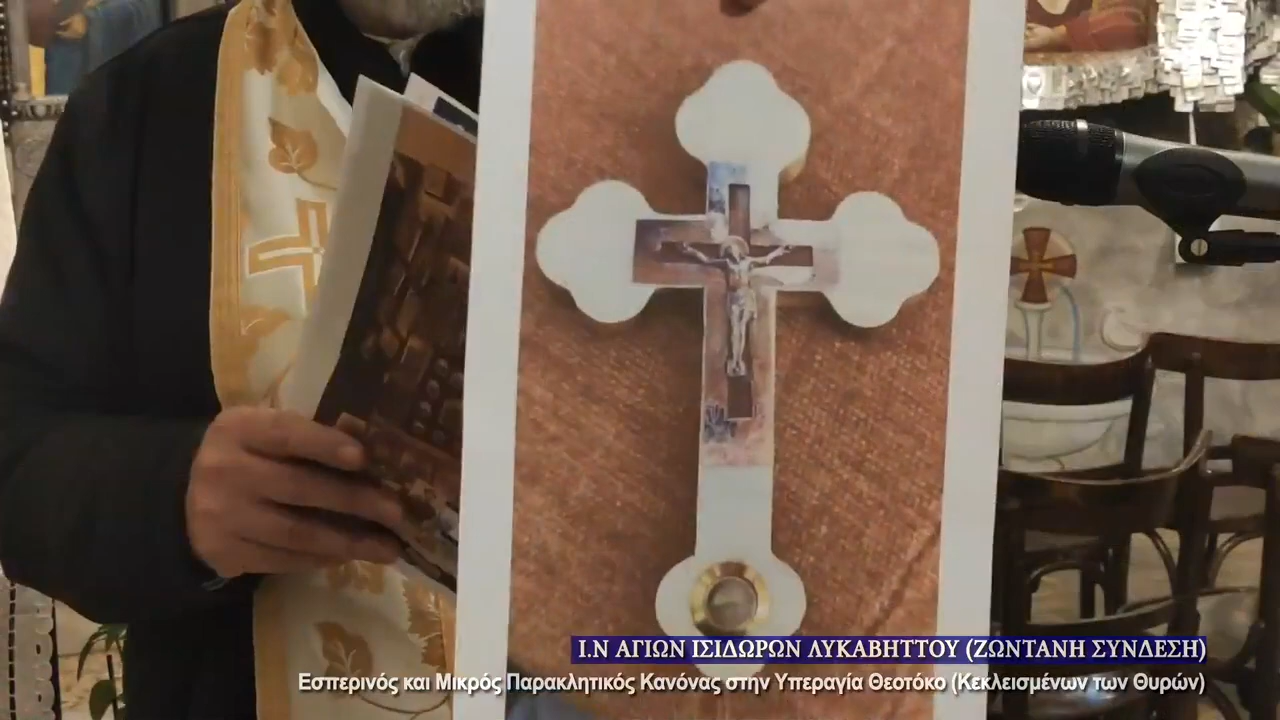 Ι.Ν ΑΓΙΩΝ ΙΣΙΔΩΡΩΝ ΛΥΚΑΒΗΤΤΟΥ (ΖΩΝΤΑΝΗ ΣΥΝΔΕΣΗ)
Εσπερινός και Μικρός Παρακλητικός Κανόνας στην Υπεραγία Θεοτόκο (Κεκλεισμένων των Θυρών)